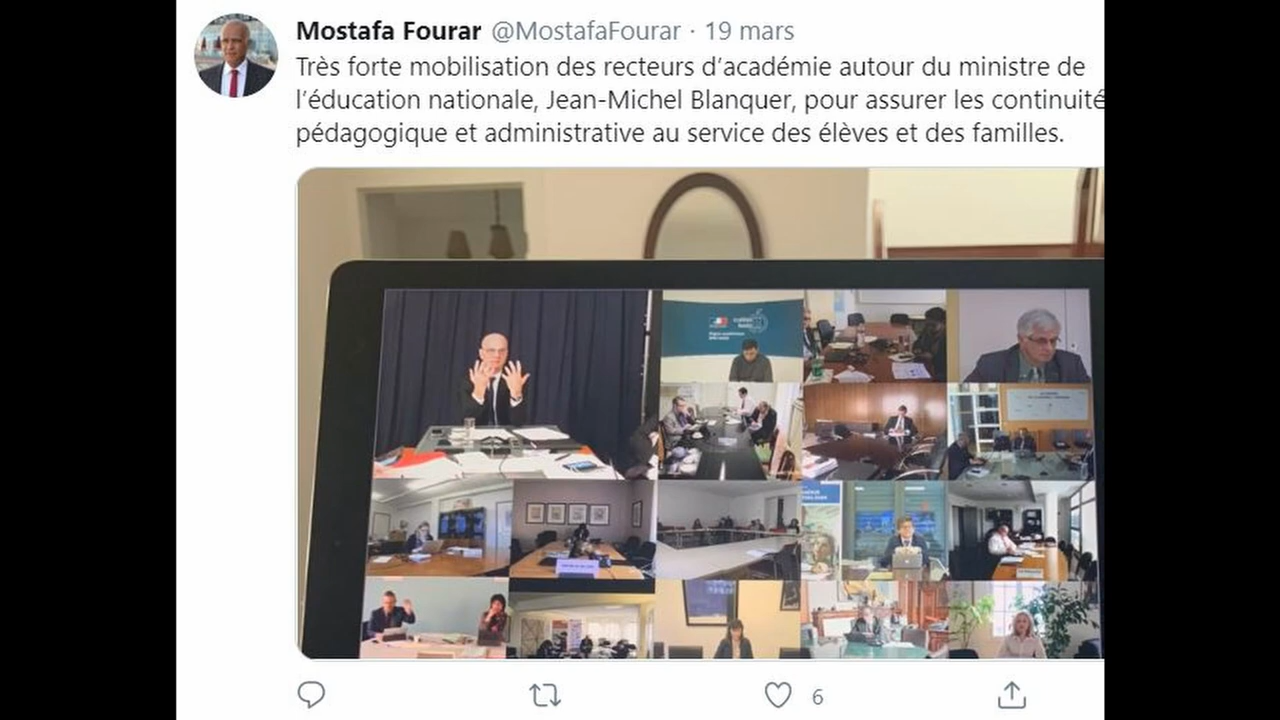 Mostafa Fourar @MostafaFourar · 19 mars
Très forte mobilisation des recteurs d’académie autour du ministre de
l’éducation nationale, Jean-Michel Blanquer, pour assurer les continuité
pédagogique et administrative au service des élèves et des familles.
6